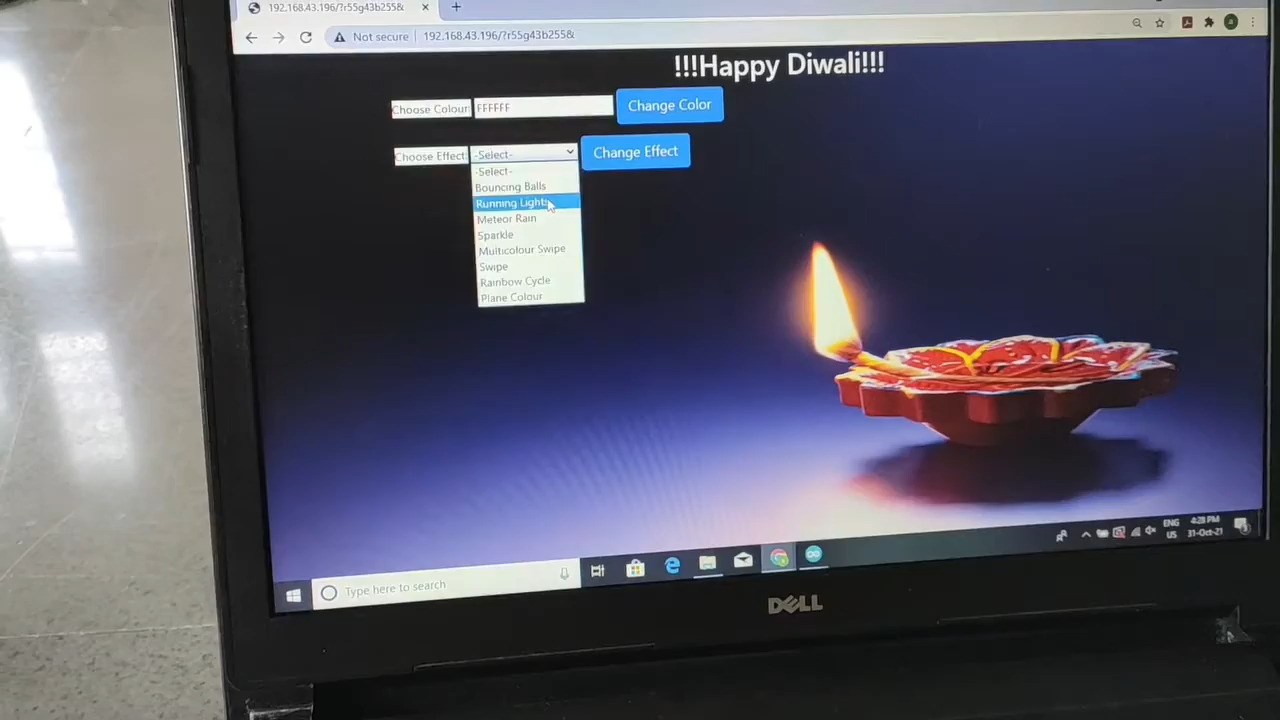 192.168.43.196/?r55g43b255&
Not secure
192.168.43.196/?r55g43b255&
!!!Happy Diwali!!!
Choose Colour
FFFFFF
Change Color
Choose Effect:
-Select-
Change Effect
-Select-
Bouncing Balls
Running Lights
Meteor Rain
Sparkle
Multicolour Swipe
Swipe
Rainbow Cycle
Plane Colour
Type here to search
ENG
US
4:28 PM
31-Oct-21
DELL